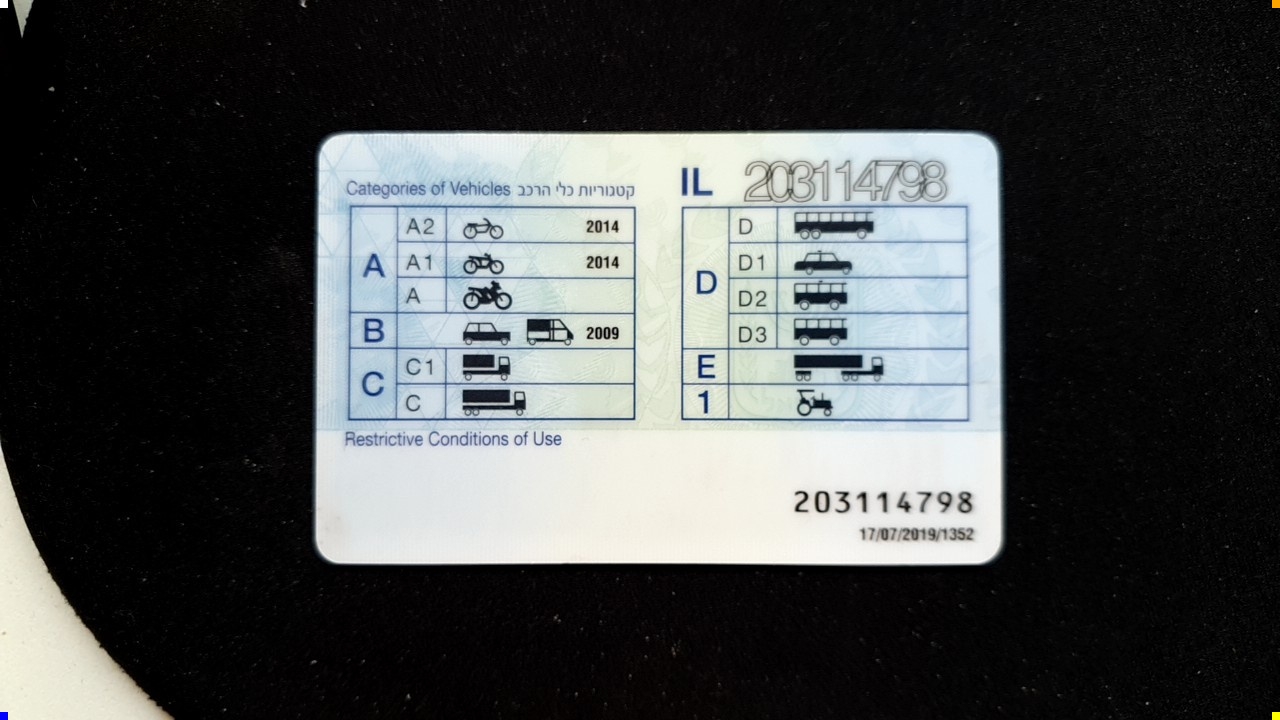 Categories of Vehicles קטגוריות כלי הרכב
A
A2 2014
A1 2014
A
B 2009
C
C1
C
Restrictive Conditions of Use
IL 203114798
D
D
D1
D2
D3
E
1
203114798
17/07/2019/1352